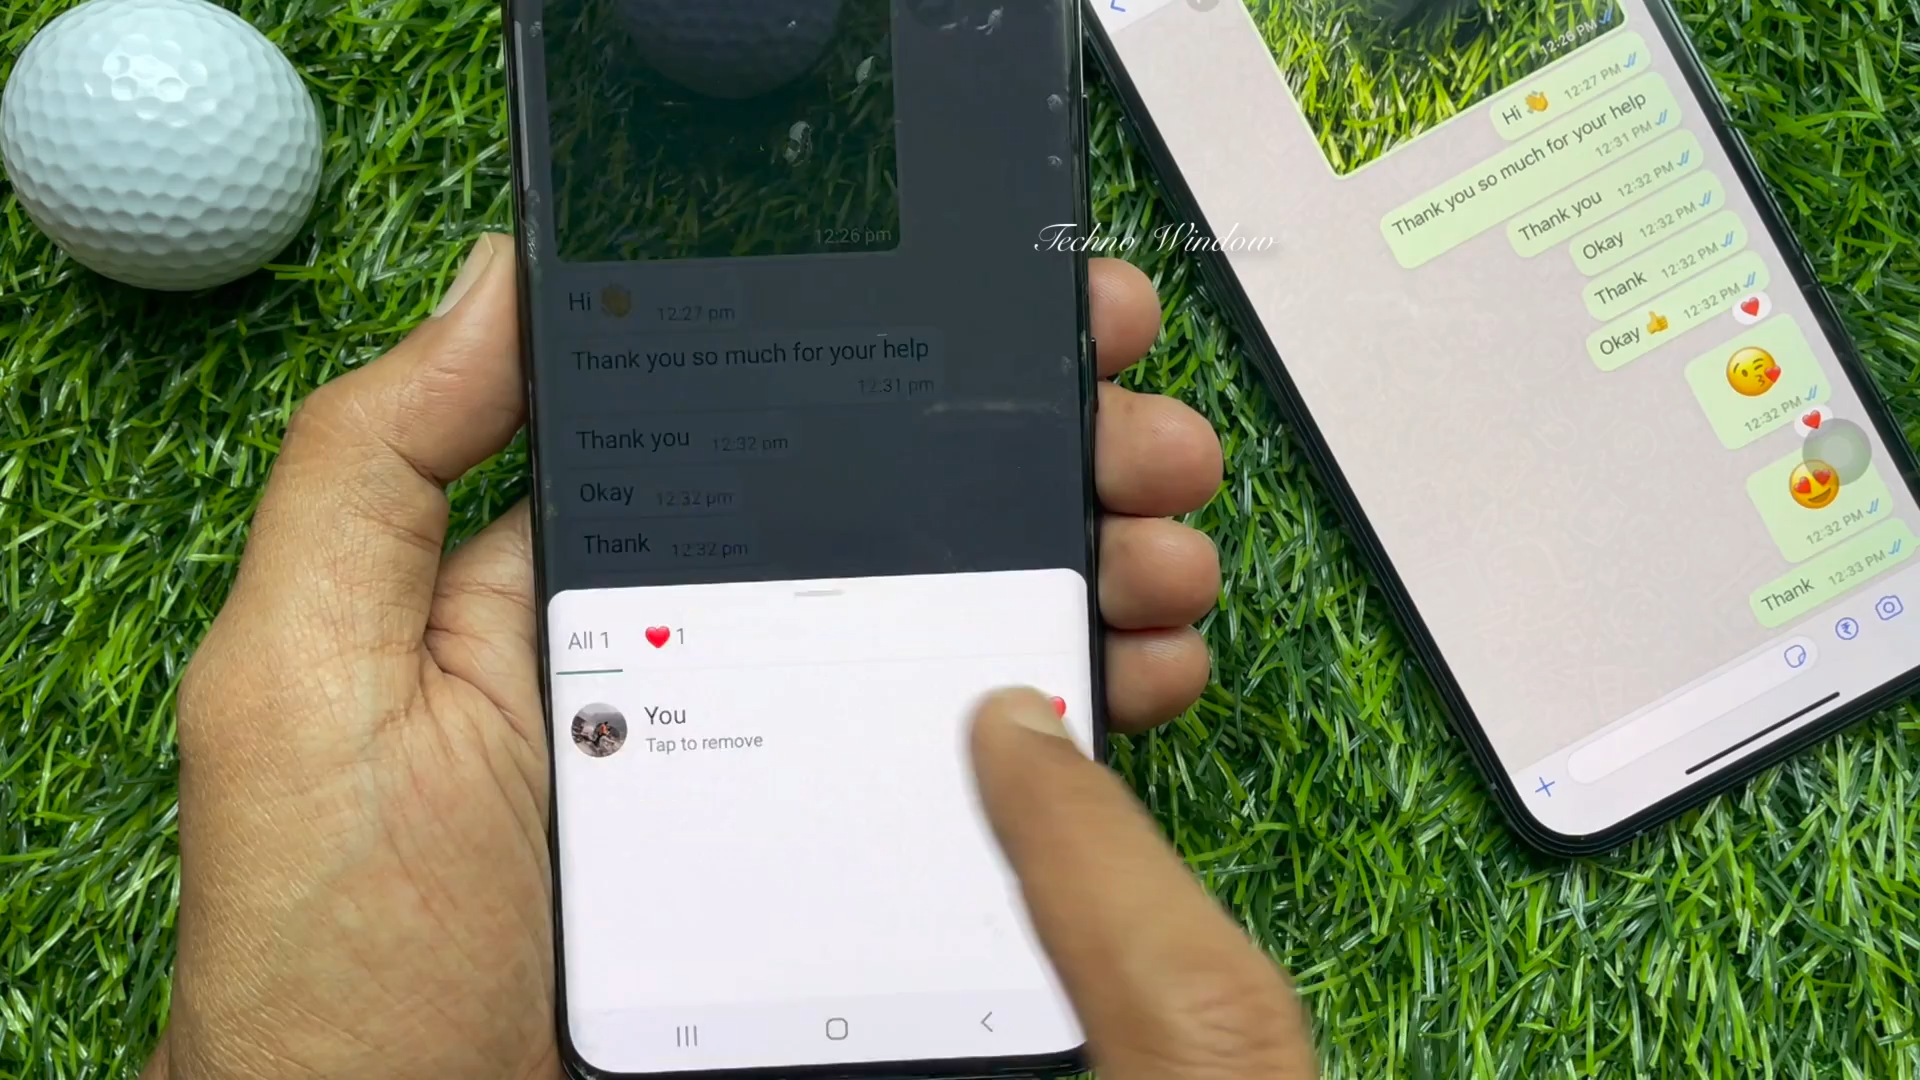 12:26 pm
Hi 👋 12:27 pm
Thank you so much for your help
12:31 pm
Thank you 12:32 pm
Okay 12:32 pm
Thank 12:32 pm
All 1 ❤️ 1
You
Tap to remove
Techno Window
12:26 PM
Hi 👋 12:27 PM
Thank you so much for your help
12:31 PM
Thank you 12:32 PM
Okay 12:32 PM
Thank 12:32 PM
Okay 👍 12:32 PM
12:32 PM
12:32 PM
Thank 12:33 PM